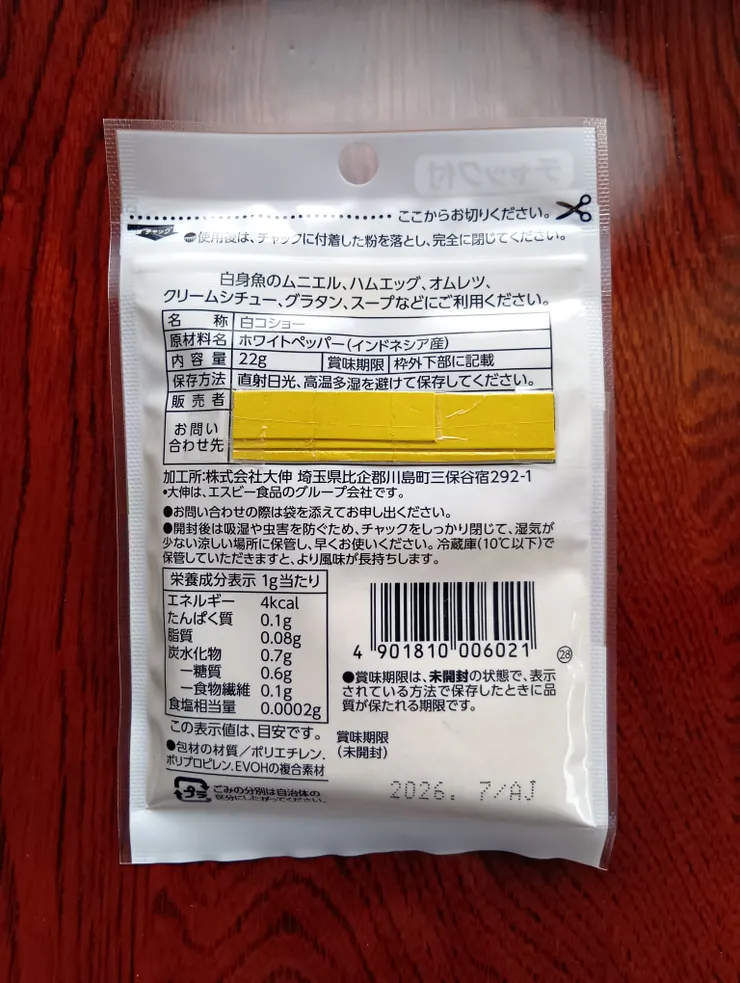 チャック付
ここからお切りください。
チャック
●使用後は、チャックに付着した粉を落とし、完全に閉じてください。
白身魚のムニエル、ハムエッグ、オムレツ、
クリームシチュー、グラタン、スープなどにご利用ください。
名 称 白コショー
原材料名 ホワイトペッパー(インドネシア産)
内容量 22g 賞味期限 枠外下部に記載
保存方法 直射日光、高温多湿を避けて保存してください。
販売者
お問い
合わせ先
加工所:株式会社大伸 埼玉県比企郡川島町三保谷宿292-1
•大伸は、エスビー食品のグループ会社です。
●お問い合わせの際は袋を添えてお申し出ください。
●開封後は吸湿や虫害を防ぐため、チャックをしっかり閉じて、湿気が
少ない涼しい場所に保管し、早くお使いください。冷蔵庫(10℃以下)で
保管していただきますと、より風味が長持ちします。
栄養成分表示 1g当たり
エネルギー 4kcal
たんぱく質 0.1g
脂質 0.08g
炭水化物 0.7g
ー糖質 0.6g
ー食物繊維 0.1g
食塩相当量 0.0002g
この表示値は、目安です。
●包材の材質/ポリエチレン、
ポリプロピレン、EVOHの複合素材
プラ
ごみの分別は自治体の
区分にしたがってください。
4 901810 006021
28
●賞味期限は、未開封の状態で、表示
されている方法で保存したときに品
質が保たれる期限です。
賞味期限
(未開封)
2026. 7/AJ